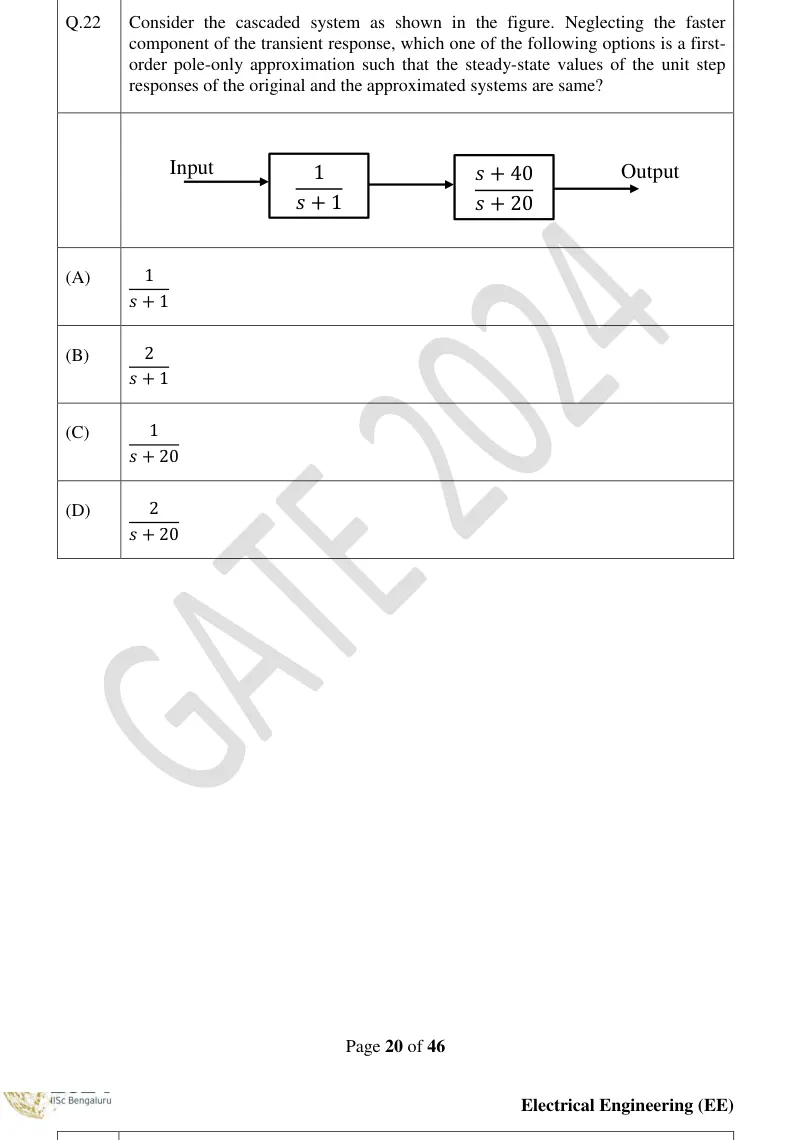 Q.22 Consider the cascaded system as shown in the figure. Neglecting the faster
component of the transient response, which one of the following options is a first-
order pole-only approximation such that the steady-state values of the unit step
responses of the original and the approximated systems are same?
Input
1
s + 1
s + 40
s + 20
Output
(A) 1
s + 1
(B) 2
s + 1
(C) 1
s + 20
(D) 2
s + 20
GATE 2024
Page 20 of 46
IISc Bengaluru
Electrical Engineering (EE)